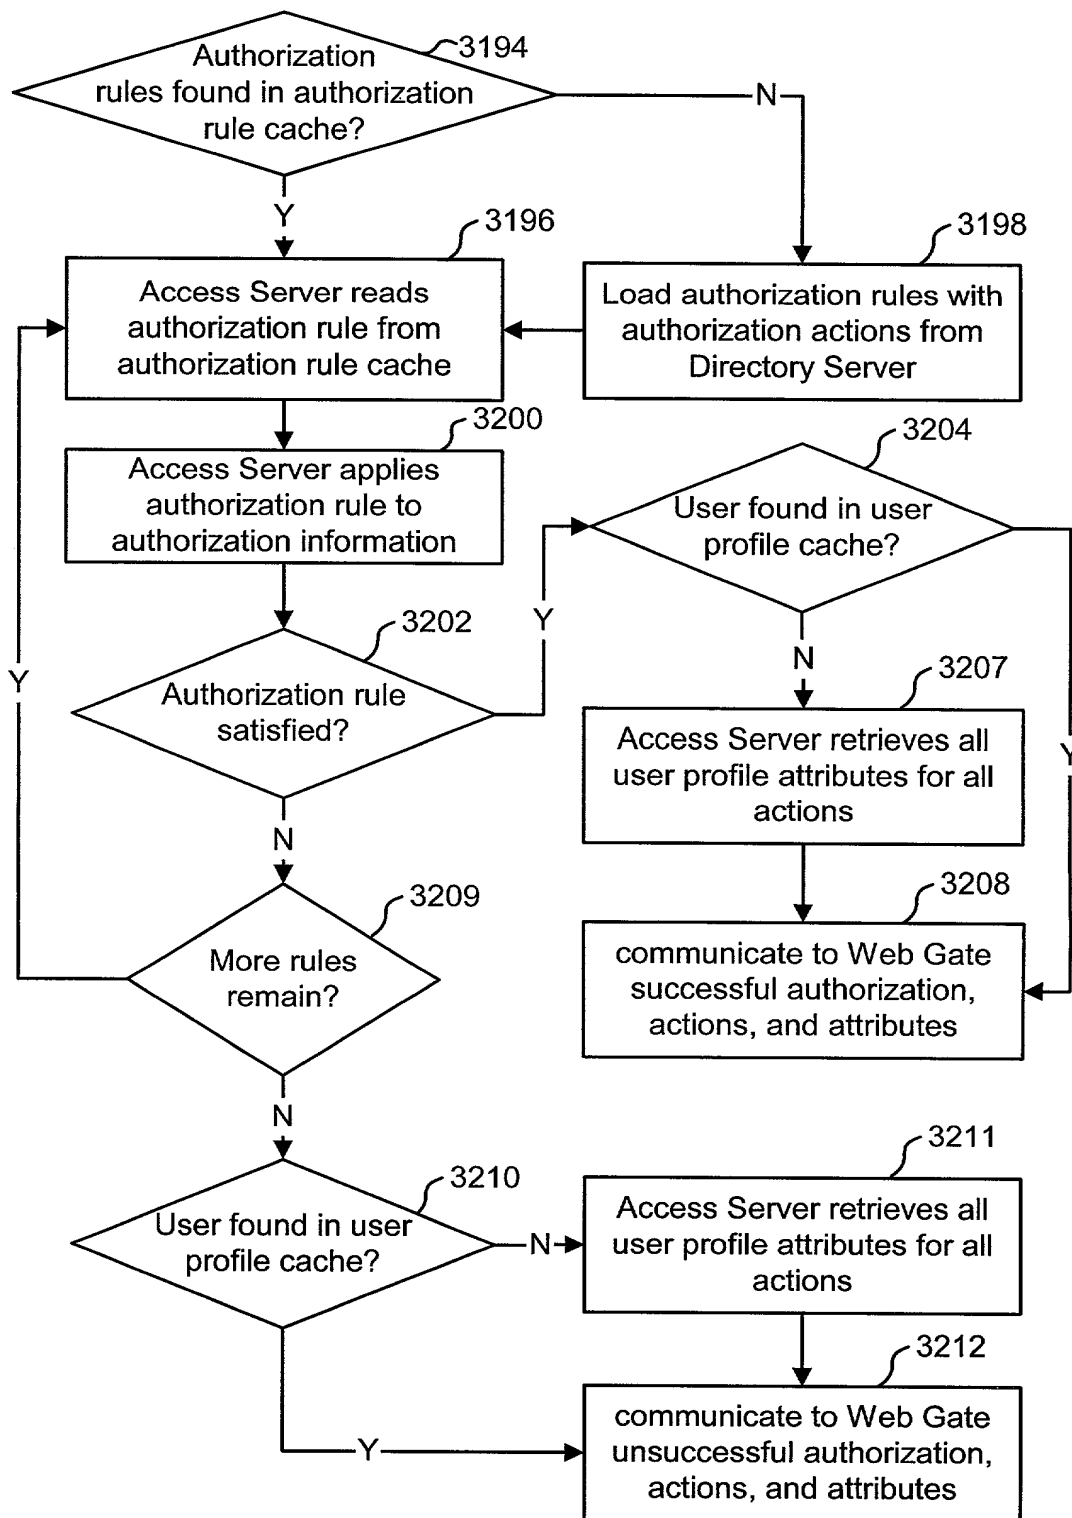 3194
Authorization
rules found in authorization
rule cache?
N
Y
3196
Access Server reads
authorization rule from
authorization rule cache
3198
Load authorization rules with
authorization actions from
Directory Server
3200
Access Server applies
authorization rule to
authorization information
3204
User found in user
profile cache?
Y
3202
Authorization rule
satisfied?
Y
N
3207
Access Server retrieves all
user profile attributes for all
actions
Y
N
3208
communicate to Web Gate
successful authorization,
actions, and attributes
3209
More rules
remain?
N
3210
User found in user
profile cache?
N
3211
Access Server retrieves all
user profile attributes for all
actions
Y
3212
communicate to Web Gate
unsuccessful authorization,
actions, and attributes